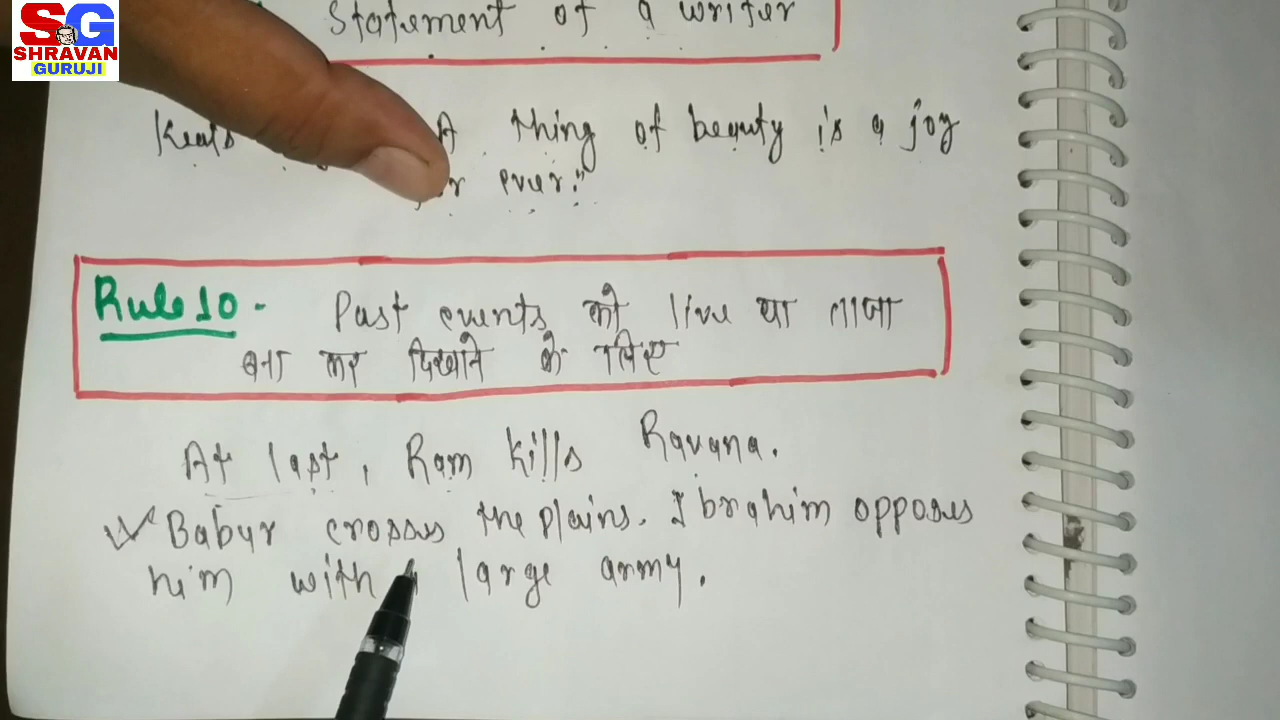 SG
SHRAVAN
GURUJI
Statement of a writer
Keats A thing of beauty is a joy
ever."
Rule 10 - Past events को live या ताजा
बना कर दिखाने के लिए
At last, Ram kills Ravana.
Babur crosses the plains. Ibrahim opposes
him with a large army.